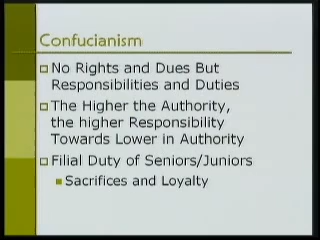 Confucianism
No Rights and Dues But
Responsibilities and Duties
The Higher the Authority,
the higher Responsibility
Towards Lower in Authority
Filial Duty of Seniors/Juniors
Sacrifices and Loyalty